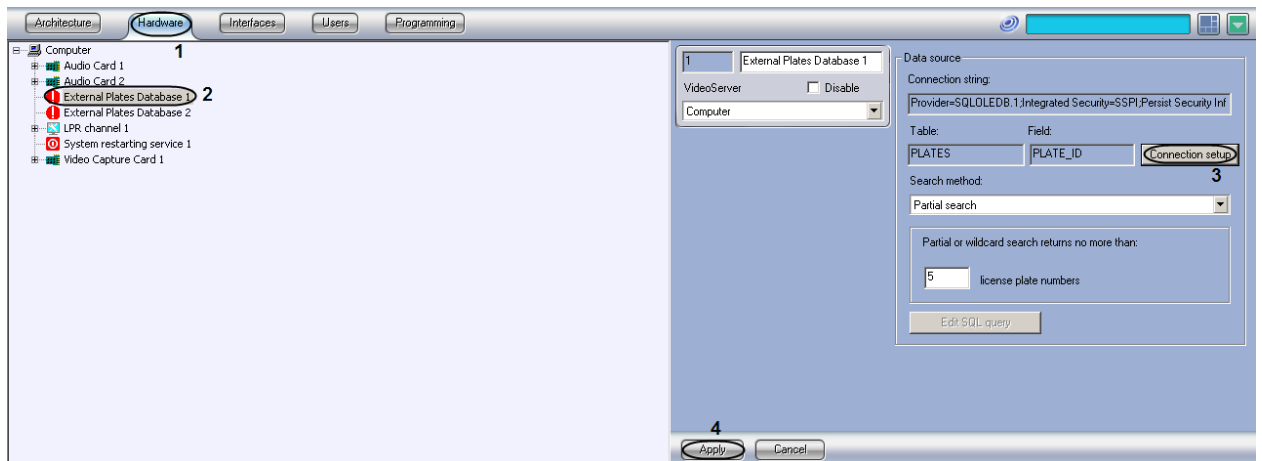 Architecture Hardware Interfaces Users Programming
1
Computer
Audio Card 1
Audio Card 2
External Plates Database 1 2
External Plates Database 2
LPR channel 1
System restarting service 1
Video Capture Card 1
1 External Plates Database 1
VideoServer Disable
Computer
Data source
Connection string:
Provider=SQLOLEDB.1;Integrated Security=SSPI;Persist Security Inf
Table: Field:
PLATES PLATE_ID Connection setup
3
Search method:
Partial search
Partial or wildcard search returns no more than:
5 license plate numbers
Edit SQL query
4
Apply Cancel